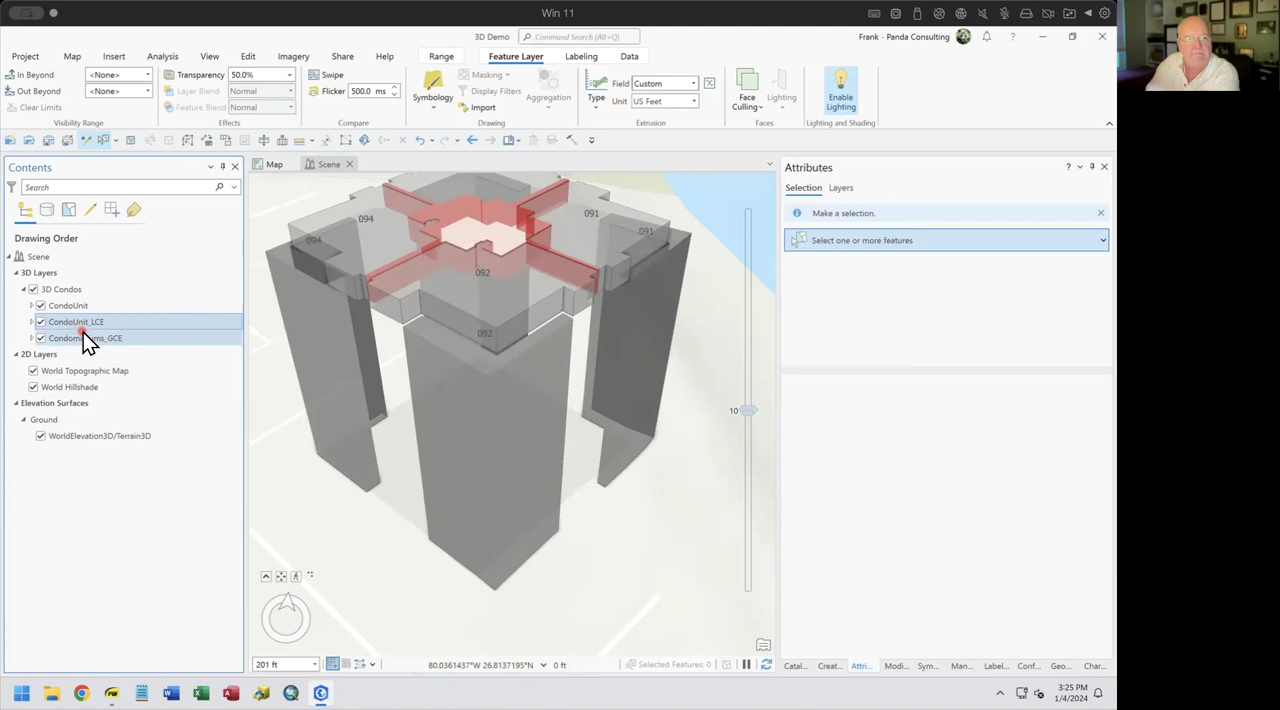 Win 11
3D Demo
Command Search (Alt+Q)
Frank - Panda Consulting
?
Project Map Insert Analysis View Edit Imagery Share Help Range Feature Layer Labeling Data
In Beyond <None> Transparency 50.0% Swipe Masking Field Custom
Out Beyond <None> Layer Blend Normal Flicker 500.0 ms Display Filters Unit US Feet
Clear Limits Feature Blend Normal Import
Symbology Aggregation Type Face Culling Lighting Enable Lighting
Visibility Range Effects Compare Drawing Extrusion Faces Lighting and Shading
Contents
Search
Drawing Order
Scene
3D Layers
3D Condos
CondoUnit
CondoUnit_LCE
2D Layers
World Topographic Map
World Hillshade
Elevation Surfaces
Ground
WorldElevation3D/Terrain3D
Map Scene
094
091
094
091
092
092
10
201 ft
80.0361437°W 26.8137195°N 0 ft
Selected Features: 0
Attributes
?
Selection Layers
Make a selection.
Select one or more features
Catal... Creat... Attri... Modi... Sym... Man... Label... Conf... Geo... Char...
3:25 PM
1/4/2024